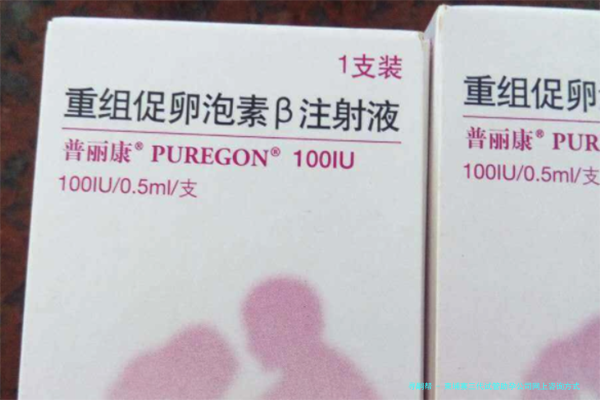 1支装
重组促卵泡素β注射液
普丽康® PUREGON® 100IU
100IU/0.5ml/支
重组促卵
普丽康® PUR
100IU/0.5ml/支